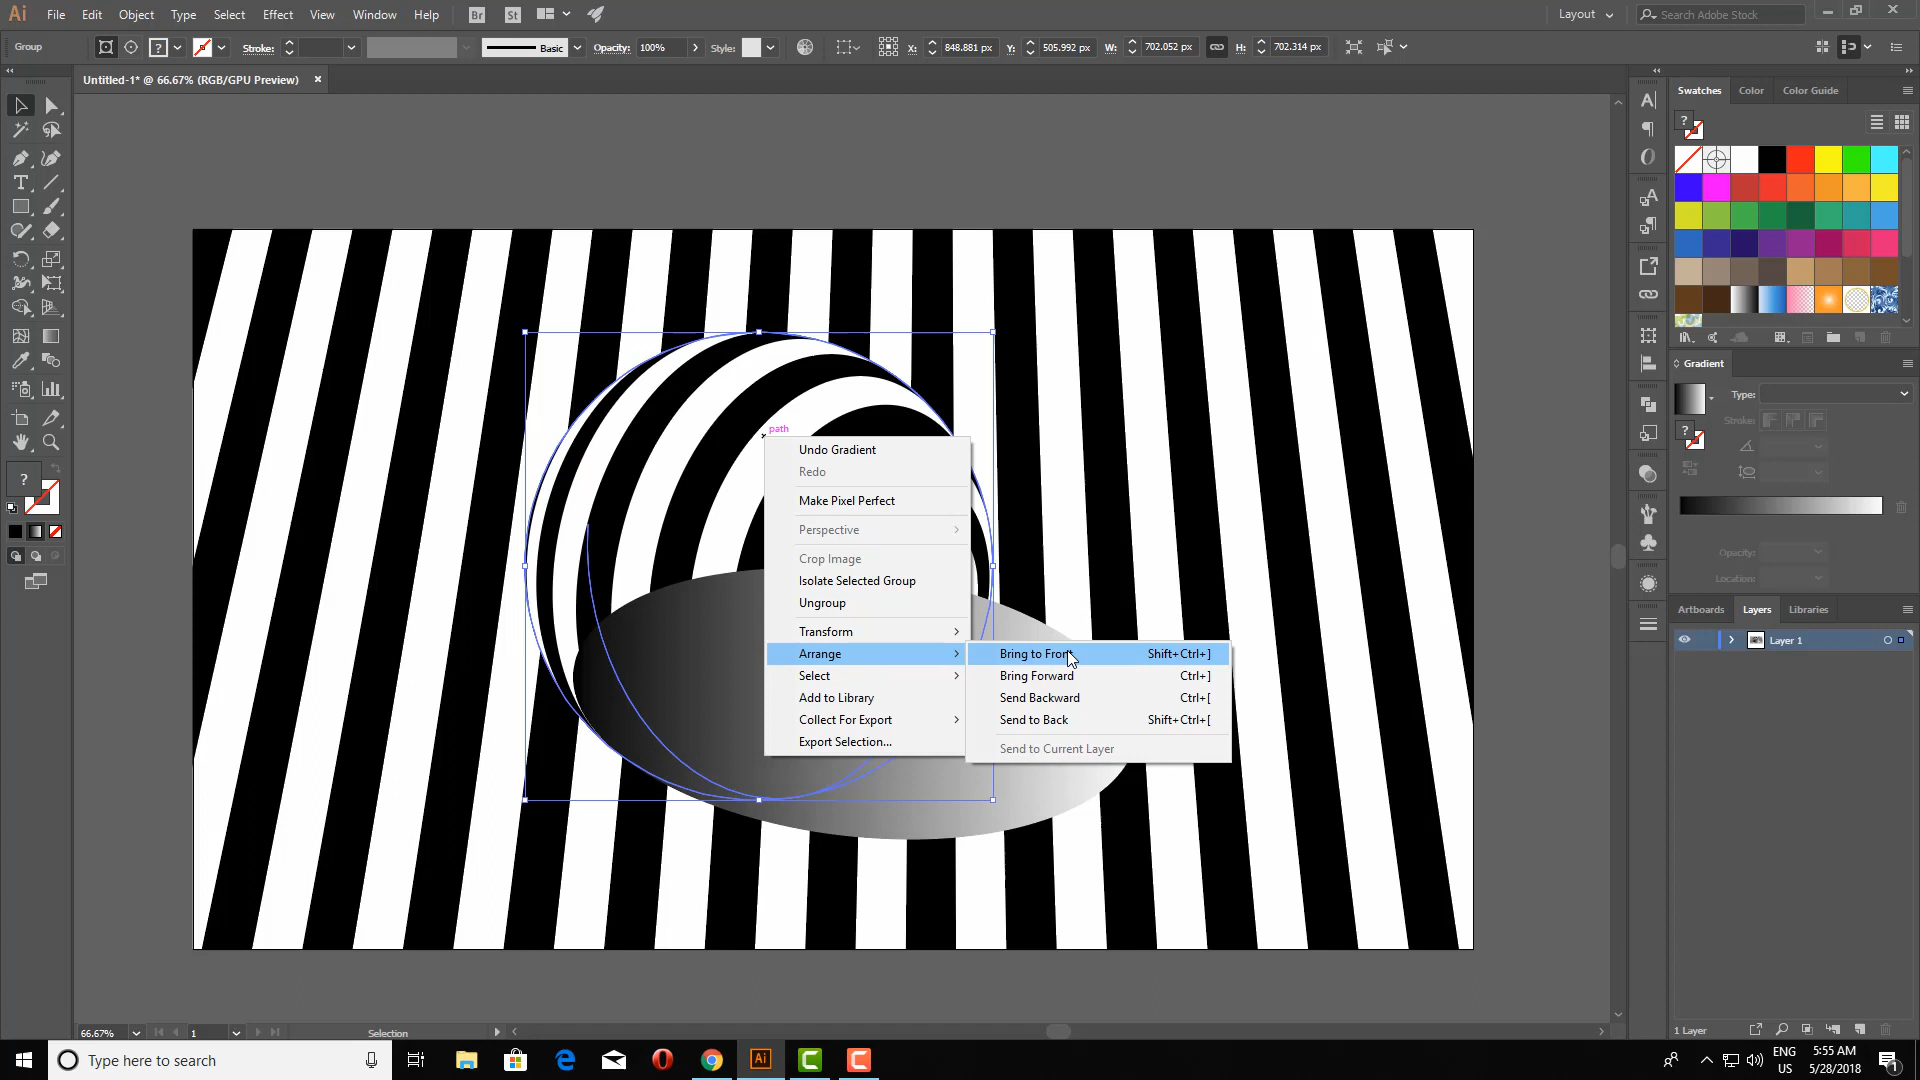 Ai File Edit Object Type Select Effect View Window Help Br St Layout Search Adobe Stock
Group ? Stroke: Basic Opacity: 100% Style: X: 848.881 px Y: 505.992 px W: 702.052 px H: 702.314 px
Untitled-1* @ 66.67% (RGB/GPU Preview)
Swatches Color Color Guide
?
path
Undo Gradient
Redo
Make Pixel Perfect
Perspective
Crop Image
Isolate Selected Group
Ungroup
Transform
Arrange
Select
Add to Library
Collect For Export
Export Selection...
Bring to Front Shift+Ctrl+]
Bring Forward Ctrl+]
Send Backward Ctrl+[
Send to Back Shift+Ctrl+[
Send to Current Layer
Gradient
Type:
Stroke:
?
Opacity:
Location:
Artboards Layers Libraries
Layer 1
1 Layer
?
66.67% 1 Selection
Type here to search
Ai
ENG
US
5:55 AM
5/28/2018
1